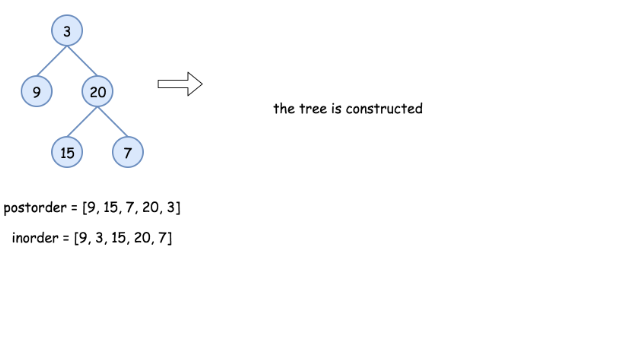 3
9
20
the tree is constructed
15
7
postorder = [9, 15, 7, 20, 3]
inorder = [9, 3, 15, 20, 7]